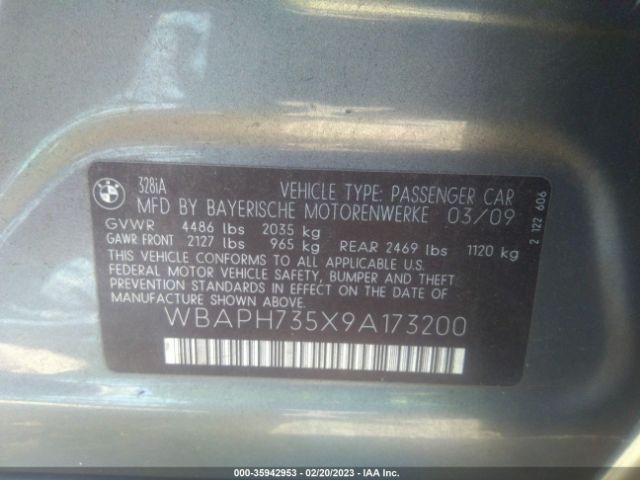 BMW
328iA
VEHICLE TYPE: PASSENGER CAR
MFD BY BAYERISCHE MOTORENWERKE 03/09
GVWR 4486 lbs 2035 kg
GAWR FRONT 2127 lbs 965 kg REAR 2469 lbs 1120 kg
THIS VEHICLE CONFORMS TO ALL APPLICABLE U.S.
FEDERAL MOTOR VEHICLE SAFETY, BUMPER AND THEFT
PREVENTION STANDARDS IN EFFECT ON THE DATE OF
MANUFACTURE SHOWN ABOVE.
WBAPH735X9A173200
2 122 606
000-35942953 - 02/20/2023 - IAA Inc.